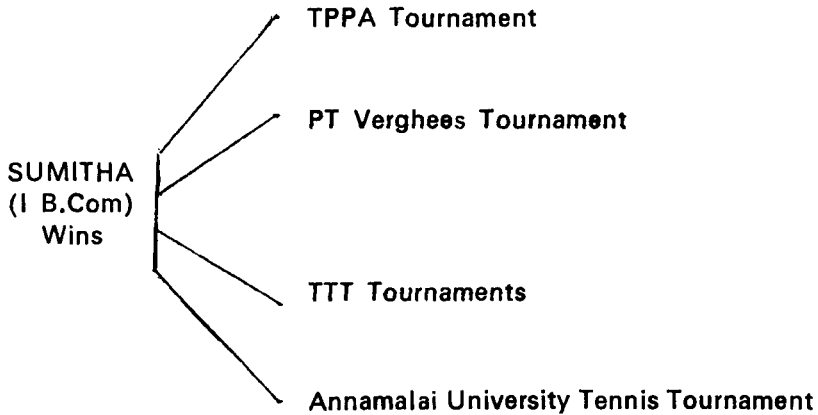 TPPA Tournament
PT Verghees Tournament
SUMITHA
(I B.Com)
Wins
TTT Tournaments
Annamalai University Tennis Tournament